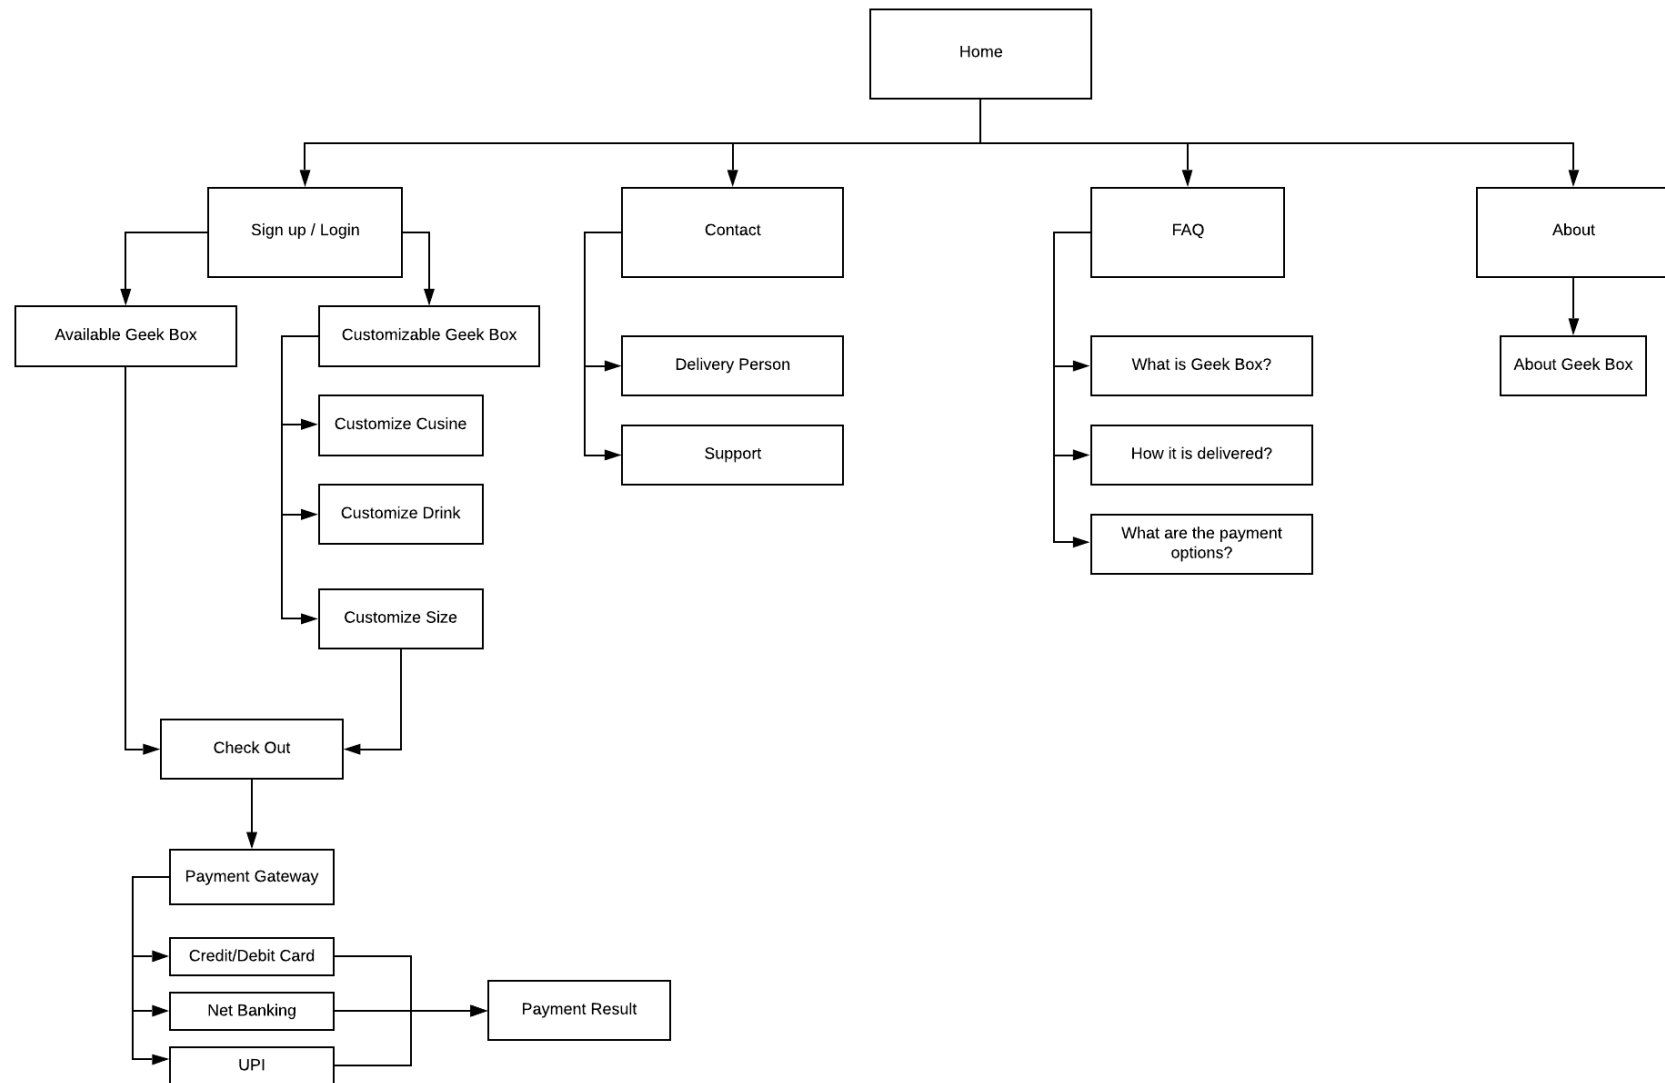 Home
Sign up / Login
Contact
FAQ
About
Available Geek Box
Customizable Geek Box
Delivery Person
What is Geek Box?
About Geek Box
Customize Cusine
Support
How it is delivered?
Customize Drink
What are the payment
options?
Customize Size
Check Out
Payment Gateway
Credit/Debit Card
Net Banking
Payment Result
UPI